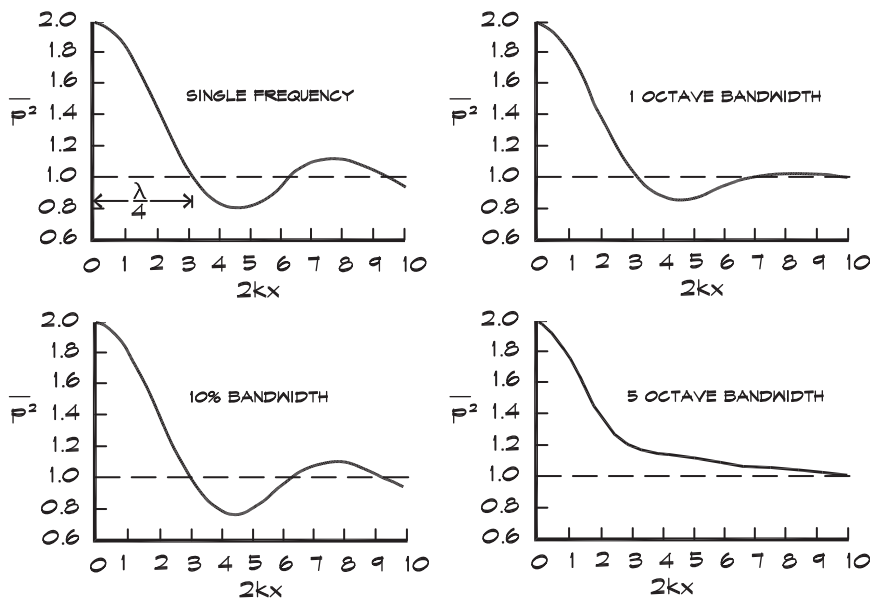 2.0
1.8
1.6
1.4
1.2
1.0
0.8
0.6
p²
SINGLE FREQUENCY
λ
4
0 1 2 3 4 5 6 7 8 9 10
2kx
2.0
1.8
1.6
1.4
1.2
1.0
0.8
0.6
p²
1 OCTAVE BANDWIDTH
0 1 2 3 4 5 6 7 8 9 10
2kx
2.0
1.8
1.6
1.4
1.2
1.0
0.8
0.6
p²
10% BANDWIDTH
0 1 2 3 4 5 6 7 8 9 10
2kx
2.0
1.8
1.6
1.4
1.2
1.0
0.8
0.6
p²
5 OCTAVE BANDWIDTH
0 1 2 3 4 5 6 7 8 9 10
2kx